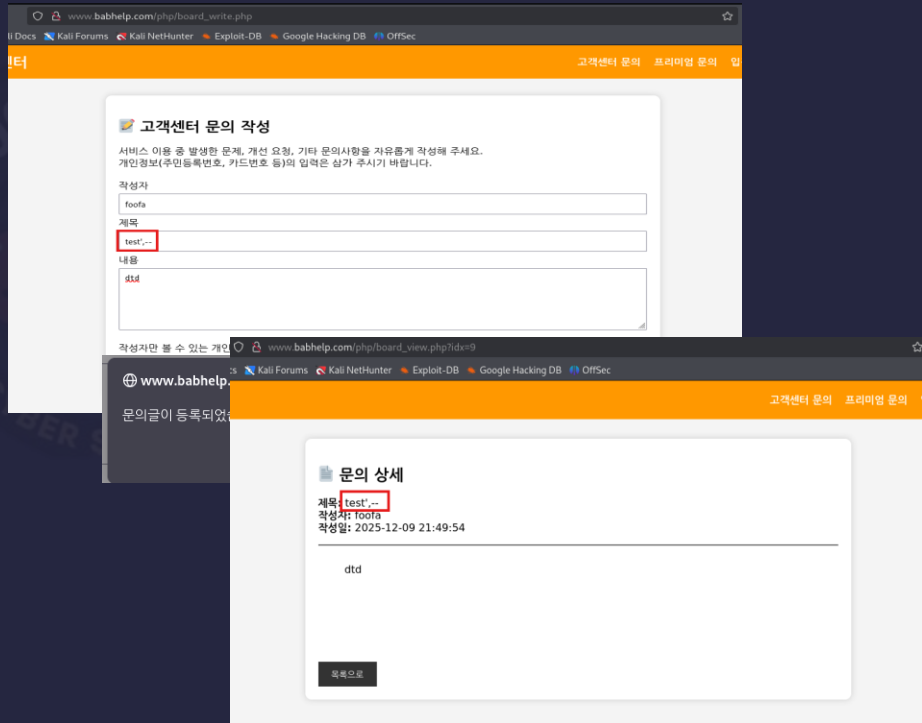 www.babhelp.com/php/board_write.php
li Docs Kali Forums Kali NetHunter Exploit-DB Google Hacking DB OffSec
센터 고객센터 문의 프리미엄 문의 입
고객센터 문의 작성
서비스 이용 중 발생한 문제, 개선 요청, 기타 문의사항을 자유롭게 작성해 주세요.
개인정보(주민등록번호, 카드번호 등)의 입력은 삼가 주시기 바랍니다.
작성자
foofa
제목
test',--
내용
dtd
작성자만 볼 수 있는 개인
www.babhelp.
문의글이 등록되었
www.babhelp.com/php/board_view.php?idx=9
s Kali Forums Kali NetHunter Exploit-DB Google Hacking DB OffSec
고객센터 문의 프리미엄 문의
문의 상세
제목: test',--
작성자: foofa
작성일: 2025-12-09 21:49:54
dtd
목록으로